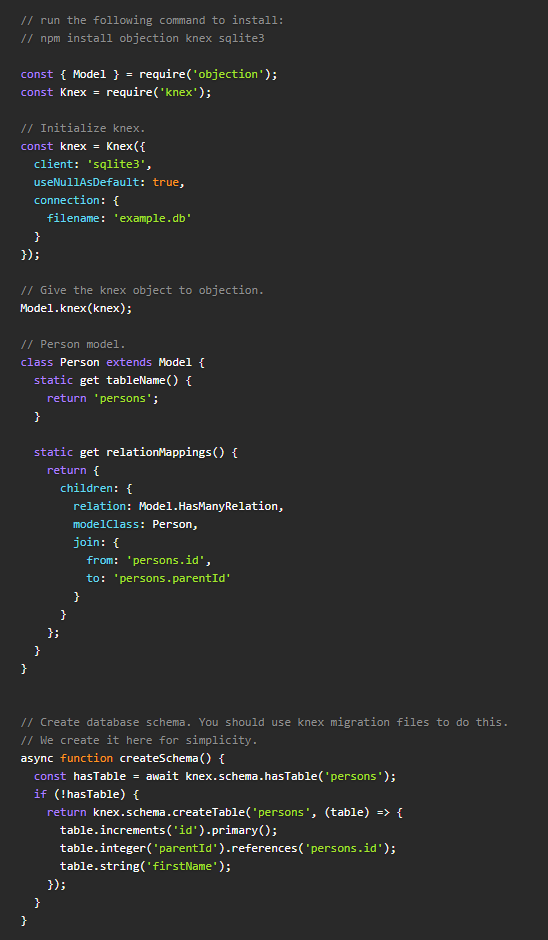 // run the following command to install:
// npm install objection knex sqlite3

const { Model } = require('objection');
const Knex = require('knex');

// Initialize knex.
const knex = Knex({
  client: 'sqlite3',
  useNullAsDefault: true,
  connection: {
    filename: 'example.db'
  }
});

// Give the knex object to objection.
Model.knex(knex);

// Person model.
class Person extends Model {
  static get tableName() {
    return 'persons';
  }

  static get relationMappings() {
    return {
      children: {
        relation: Model.HasManyRelation,
        modelClass: Person,
        join: {
          from: 'persons.id',
          to: 'persons.parentId'
        }
      }
    };
  }
}


// Create database schema. You should use knex migration files to do this.
// We create it here for simplicity.
async function createSchema() {
  const hasTable = await knex.schema.hasTable('persons');
  if (!hasTable) {
    return knex.schema.createTable('persons', (table) => {
      table.increments('id').primary();
      table.integer('parentId').references('persons.id');
      table.string('firstName');
    });
  }
}